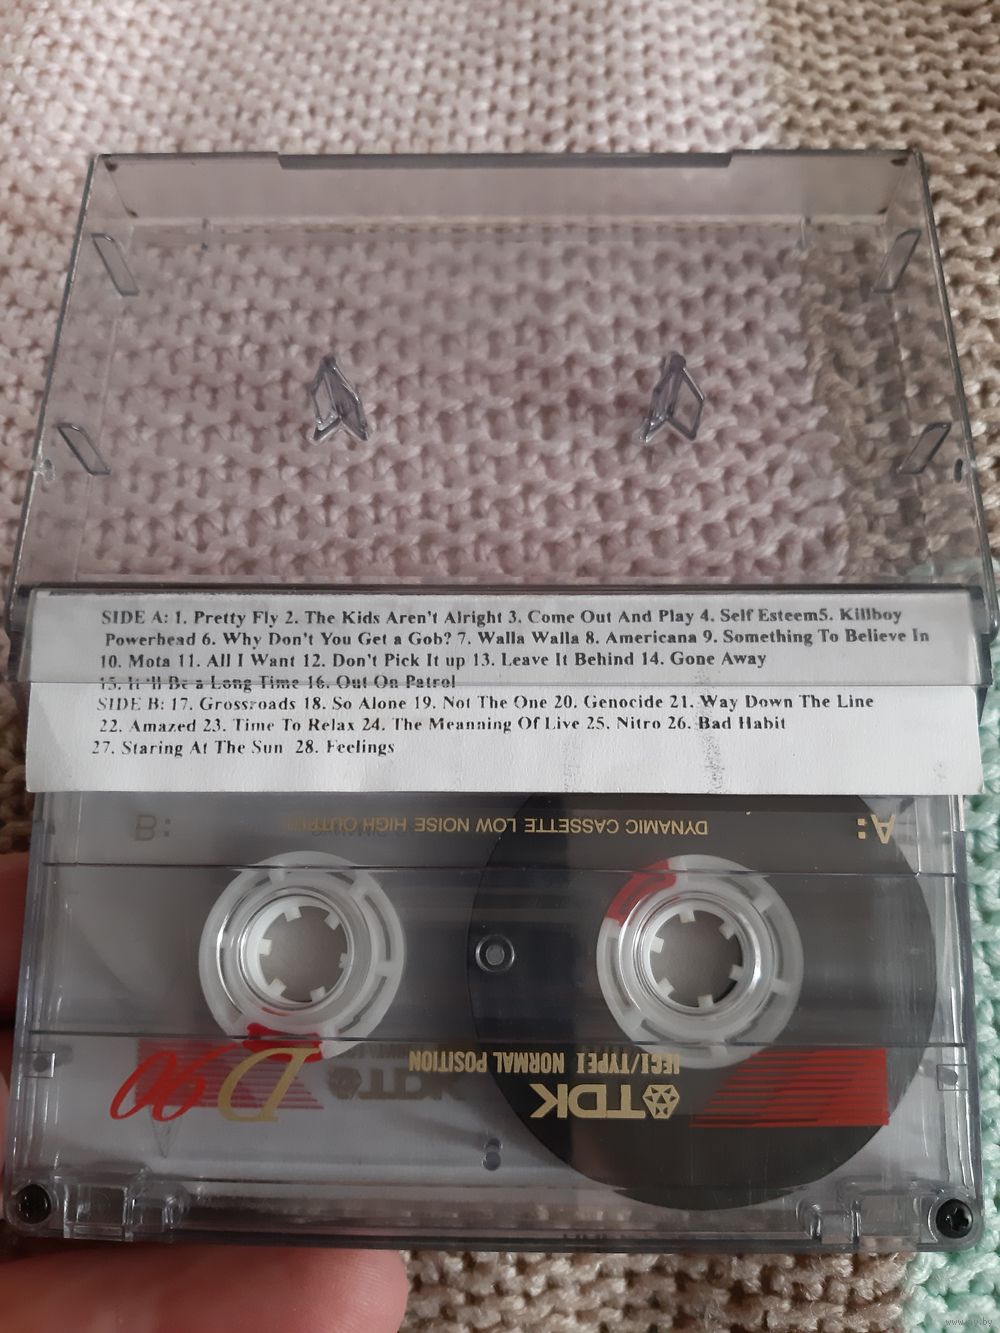 SIDE A: 1. Pretty Fly 2. The Kids Aren't Alright 3. Come Out And Play 4. Self Esteem5. Killboy
Powerhead 6. Why Don't You Get a Gob? 7. Walla Walla 8. Americana 9. Something To Believe In
10. Mota 11. All I Want 12. Don't Pick It up 13. Leave It Behind 14. Gone Away
15. It'll Be a Long Time 16. Out On Patrol
SIDE B: 17. Grossroads 18. So Alone 19. Not The One 20. Genocide 21. Way Down The Line
22. Amazed 23. Time To Relax 24. The Meanning Of Live 25. Nitro 26. Bad Habit
27. Staring At The Sun 28. Feelings
A:
DYNAMIC CASSETTE LOW NOISE HIGH OUTPUT
B:
IECI/TYPEI NORMAL POSITION
TDK
D 90